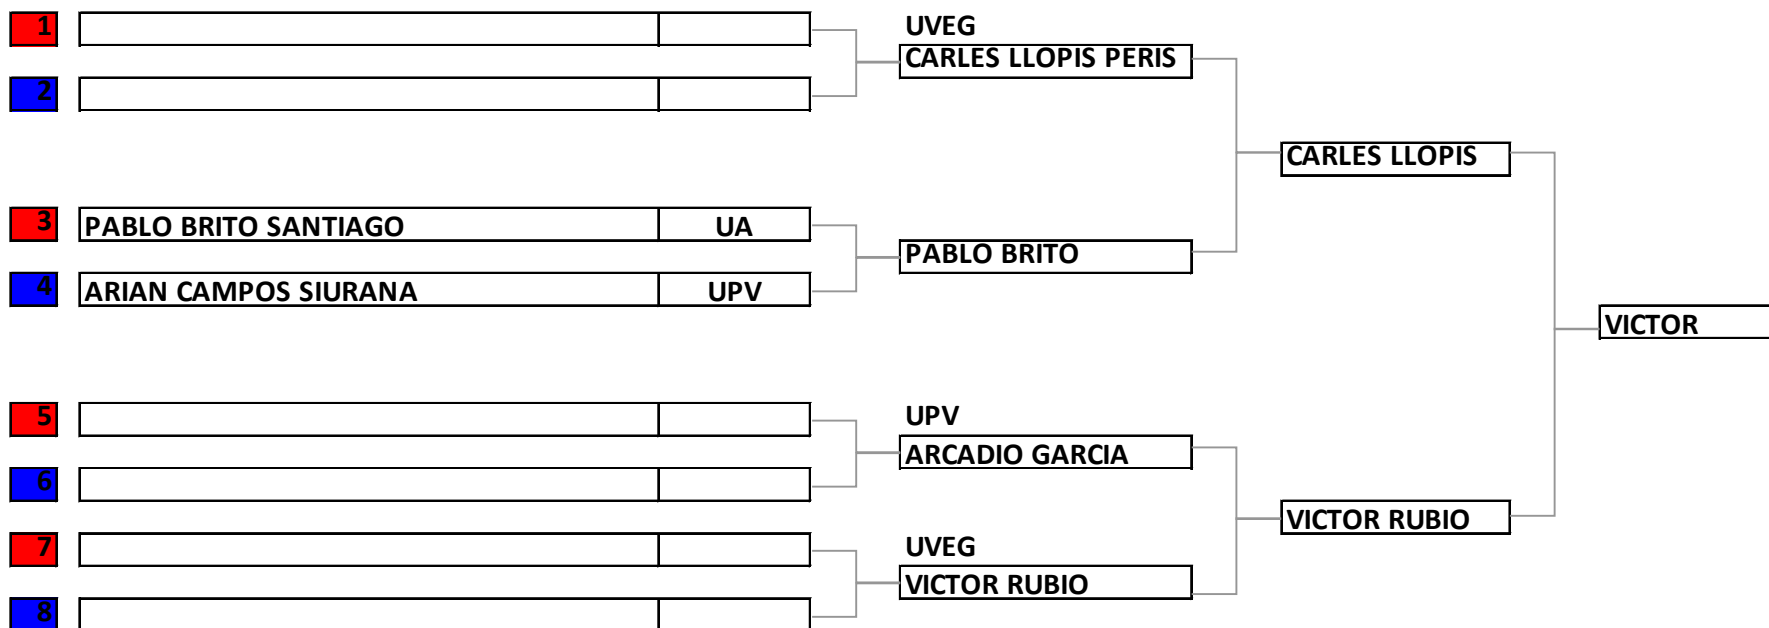 1
UVEG
CARLES LLOPIS PERIS
2
CARLES LLOPIS
3 PABLO BRITO SANTIAGO UA
PABLO BRITO
4 ARIAN CAMPOS SIURANA UPV
VICTOR
5
UPV
ARCADIO GARCIA
6
VICTOR RUBIO
7
UVEG
VICTOR RUBIO
8